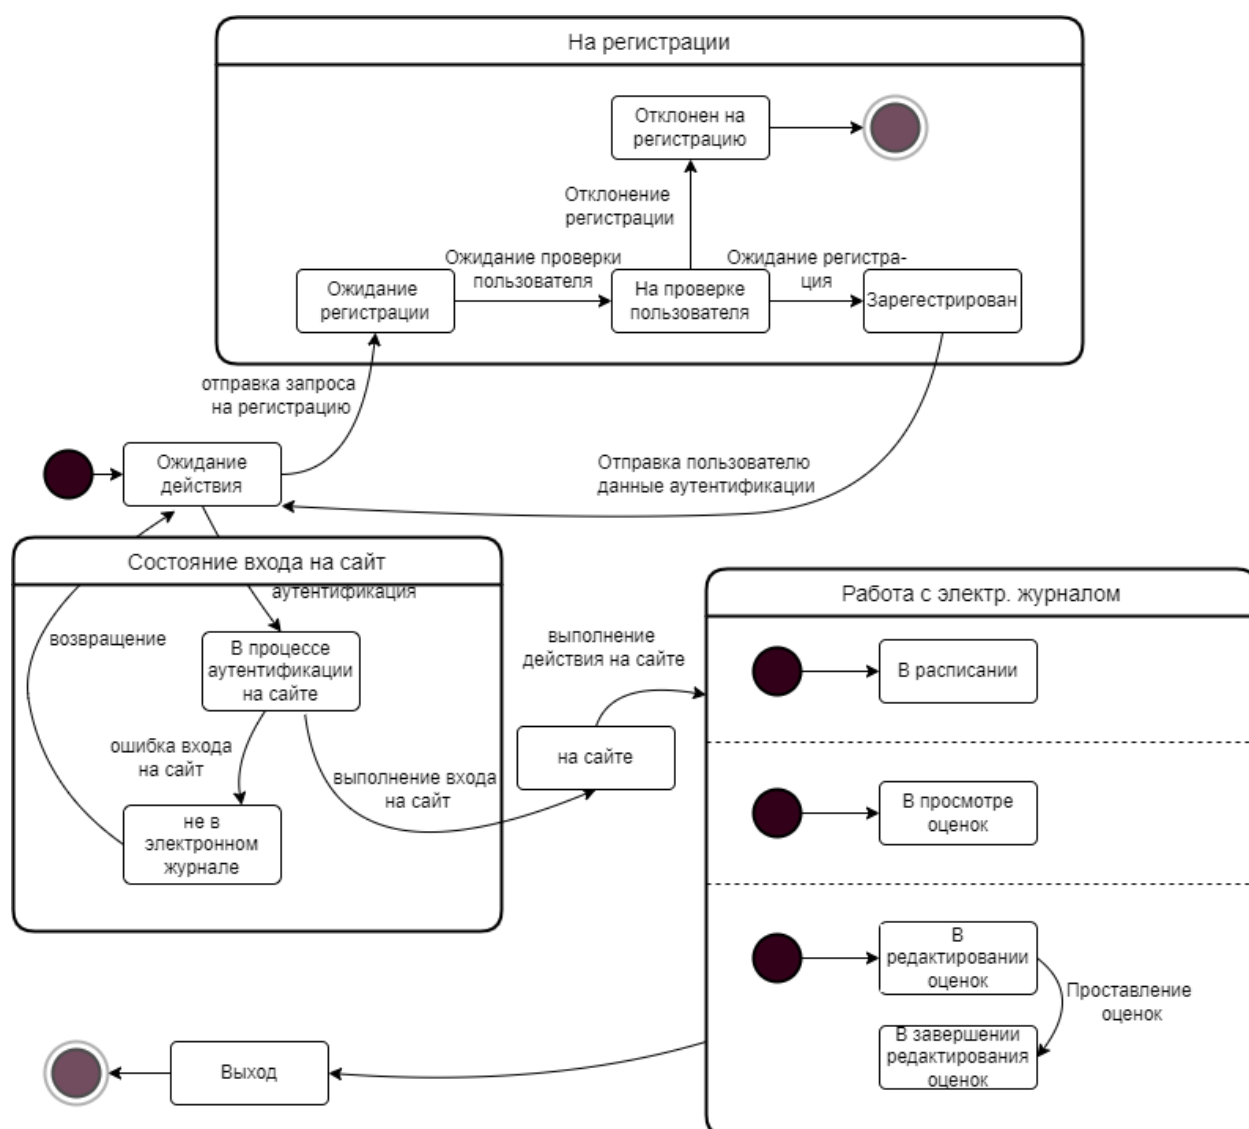 На регистрации
Отклонен на
регистрацию
Отклонение
регистрации
Ожидание проверки
пользователя
Ожидание регистра-
ция
Ожидание
регистрации
На проверке
пользователя
Зарегестрирован
отправка запроса
на регистрацию
Ожидание
действия
Отправка пользователю
данные аутентификации
Состояние входа на сайт
аутентификация
возвращение
В процессе
аутентификации
на сайте
ошибка входа
на сайт
выполнение входа
на сайт
не в
электронном
журнале
выполнение
действия на сайте
на сайте
Работа с электр. журналом
В расписании
В просмотре
оценок
В
редактировании
оценок
Проставление
оценок
В завершении
редактирования
оценок
Выход